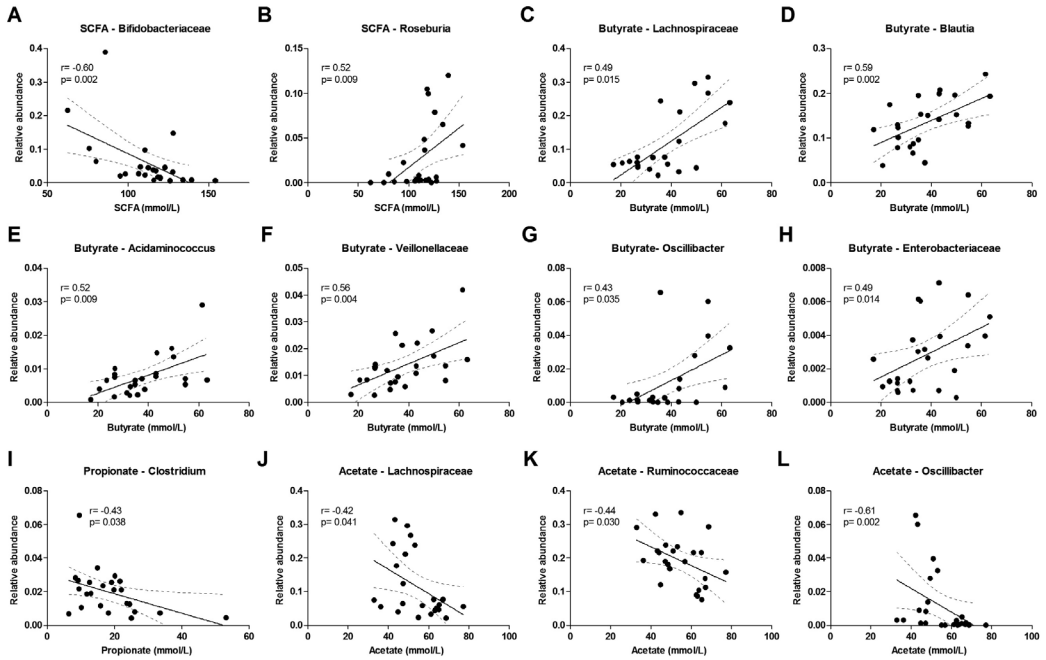 A
SCFA - Bifidobacteriaceae
r= -0.60
p= 0.002
Relative abundance
0.4
0.3
0.2
0.1
0.0
100 150
SCFA (mmol/L)
B
SCFA - Roseburia
r= 0.52
p= 0.009
Relative abundance
0.15
0.10
0.05
0.00
0 50 100 150 200
SCFA (mmol/L)
C
Butyrate - Lachnospiraceae
r= 0.49
p= 0.015
Relative abundance
0.4
0.3
0.2
0.1
0.0
0 20 40 60 80
Butyrate (mmol/L)
D
Butyrate - Blautia
r= 0.59
p= 0.002
Relative abundance
0.3
0.2
0.1
0.0
0 20 40 60 80
Butyrate (mmol/L)
E
Butyrate - Acidaminococcus
r= 0.52
p= 0.009
Relative abundance
0.04
0.03
0.02
0.01
0.00
0 20 40 60 80
Butyrate (mmol/L)
F
Butyrate - Veillonellaceae
r= 0.56
p= 0.004
Relative abundance
0.05
0.04
0.03
0.02
0.01
0.00
0 20 40 60 80
Butyrate (mmol/L)
G
Butyrate- Oscillibacter
r= 0.43
p= 0.035
Relative abundance
0.08
0.06
0.04
0.02
0.00
0 20 40 60 80
Butyrate (mmol/L)
H
Butyrate - Enterobacteriaceae
r= 0.49
p= 0.014
Relative abundance
0.008
0.006
0.004
0.002
0.000
0 20 40 60 80
Butyrate (mmol/L)
I
Propionate - Clostridium
r= -0.43
p= 0.038
Relative abundance
0.08
0.06
0.04
0.02
0.00
0 20 40 60
Propionate (mmol/L)
J
Acetate - Lachnospiraceae
r= -0.42
p= 0.041
Relative abundance
0.4
0.3
0.2
0.1
0.0
0 20 40 60 80 100
Acetate (mmol/L)
K
Acetate - Ruminococcaceae
r= -0.44
p= 0.030
Relative abundance
0.4
0.3
0.2
0.1
0.0
0 20 40 60 80 100
Acetate (mmol/L)
L
Acetate - Oscillibacter
r= -0.61
p= 0.002
Relative abundance
0.08
0.06
0.04
0.02
0.00
0 20 40 60 80 100
Acetate (mmol/L)